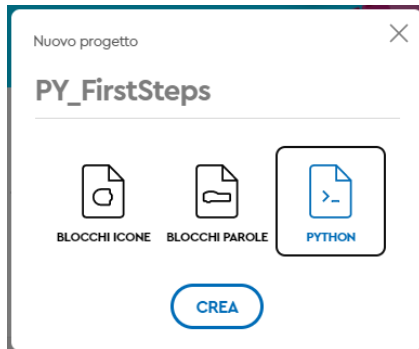 Nuovo progetto
PY_FirstSteps
BLOCCHI ICONE BLOCCHI PAROLE PYTHON
CREA